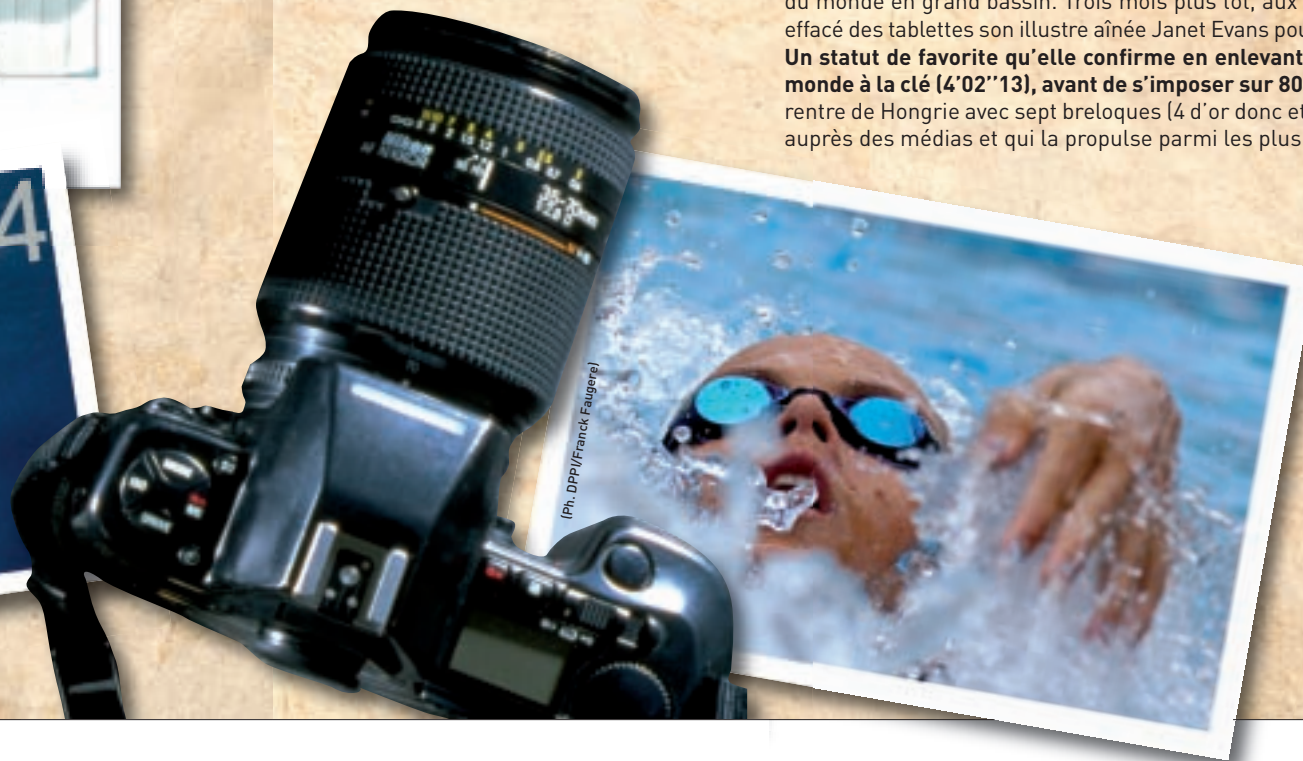 du monde en grand bassin. Trois mois plus tôt, aux
effacé des tablettes son illustre aînée Janet Evans pou
Un statut de favorite qu'elle confirme en enlevant
monde à la clé (4'02''13), avant de s'imposer sur 80
rentre de Hongrie avec sept breloques (4 d'or donc et
auprès des médias et qui la propulse parmi les plus
4
(Ph. DPPI/Franck Faugere)